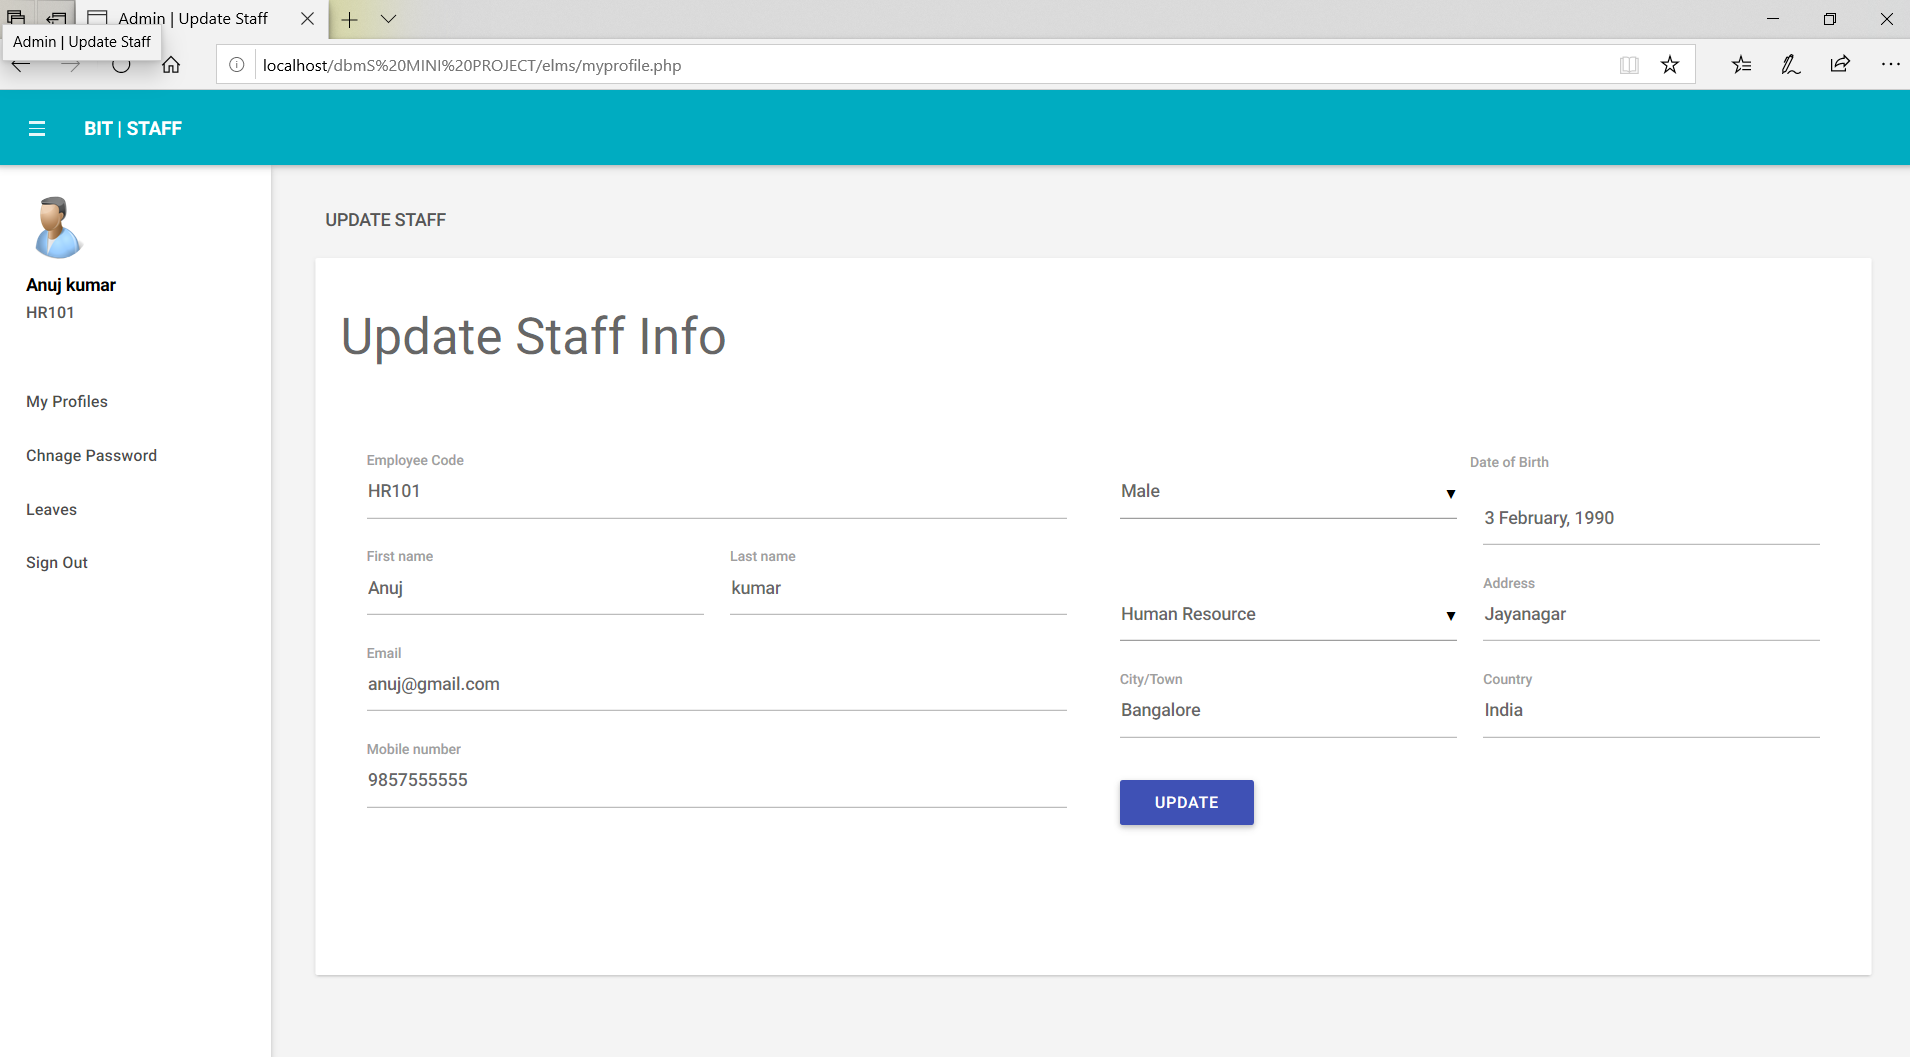 Admin | Update Staff
Admin | Update Staff
localhost/dbmS%20MINI%20PROJECT/elms/myprofile.php
BIT | STAFF
Anuj kumar
HR101
My Profiles
Chnage Password
Leaves
Sign Out
UPDATE STAFF
Update Staff Info
Employee Code
HR101
First name
Anuj
Last name
kumar
Email
anuj@gmail.com
Mobile number
9857555555
Male
Date of Birth
3 February, 1990
Human Resource
Address
Jayanagar
City/Town
Bangalore
Country
India
UPDATE